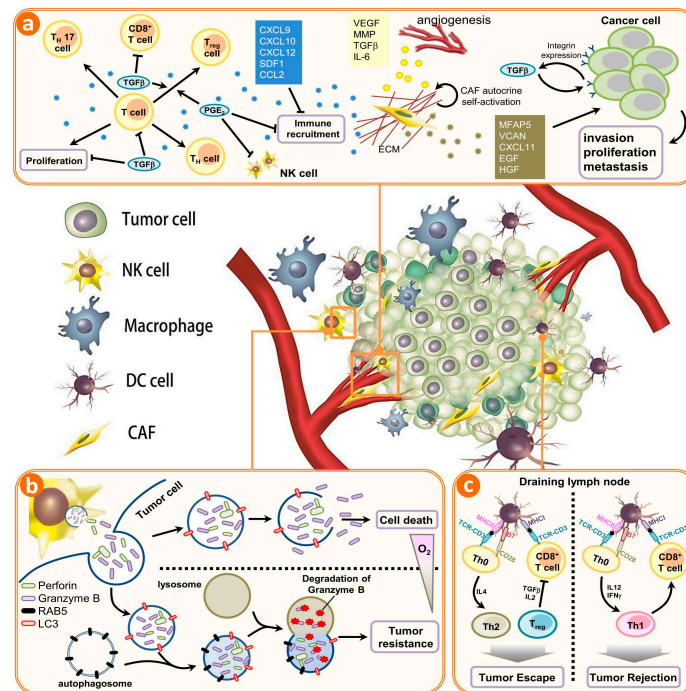 a
T_H 17
cell
CD8⁺
T cell
T_reg
cell
TGFβ
T cell
PGE₂
Proliferation
TGFβ
T_H cell
NK cell
CXCL9
CXCL10
CXCL12
SDF1
CCL2
Immune
recruitment
VEGF
MMP
TGFβ
IL-6
angiogenesis
CAF autocrine
self-activation
ECM
MFAP5
VCAN
CXCL11
EGF
HGF
Cancer cell
Integrin
expression
TGFβ
invasion
proliferation
metastasis
Tumor cell
NK cell
Macrophage
DC cell
CAF
b
Tumor cell
Cell death
O₂
Perforin
Granzyme B
RAB5
LC3
lysosome
Degradation of
Granzyme B
Tumor
resistance
autophagosome
c
Draining lymph node
MHCII
B7
MHCI
TCR-CD3
CD28
TCR-CD3
Th0
CD8⁺
T cell
IL4
TGFβ
IL2
Th2
T_reg
Tumor Escape
MHCII
B7
MHCI
TCR-CD3
CD28
TCR-CD3
Th0
CD8⁺
T cell
IL12
IFNγ
Th1
Tumor Rejection